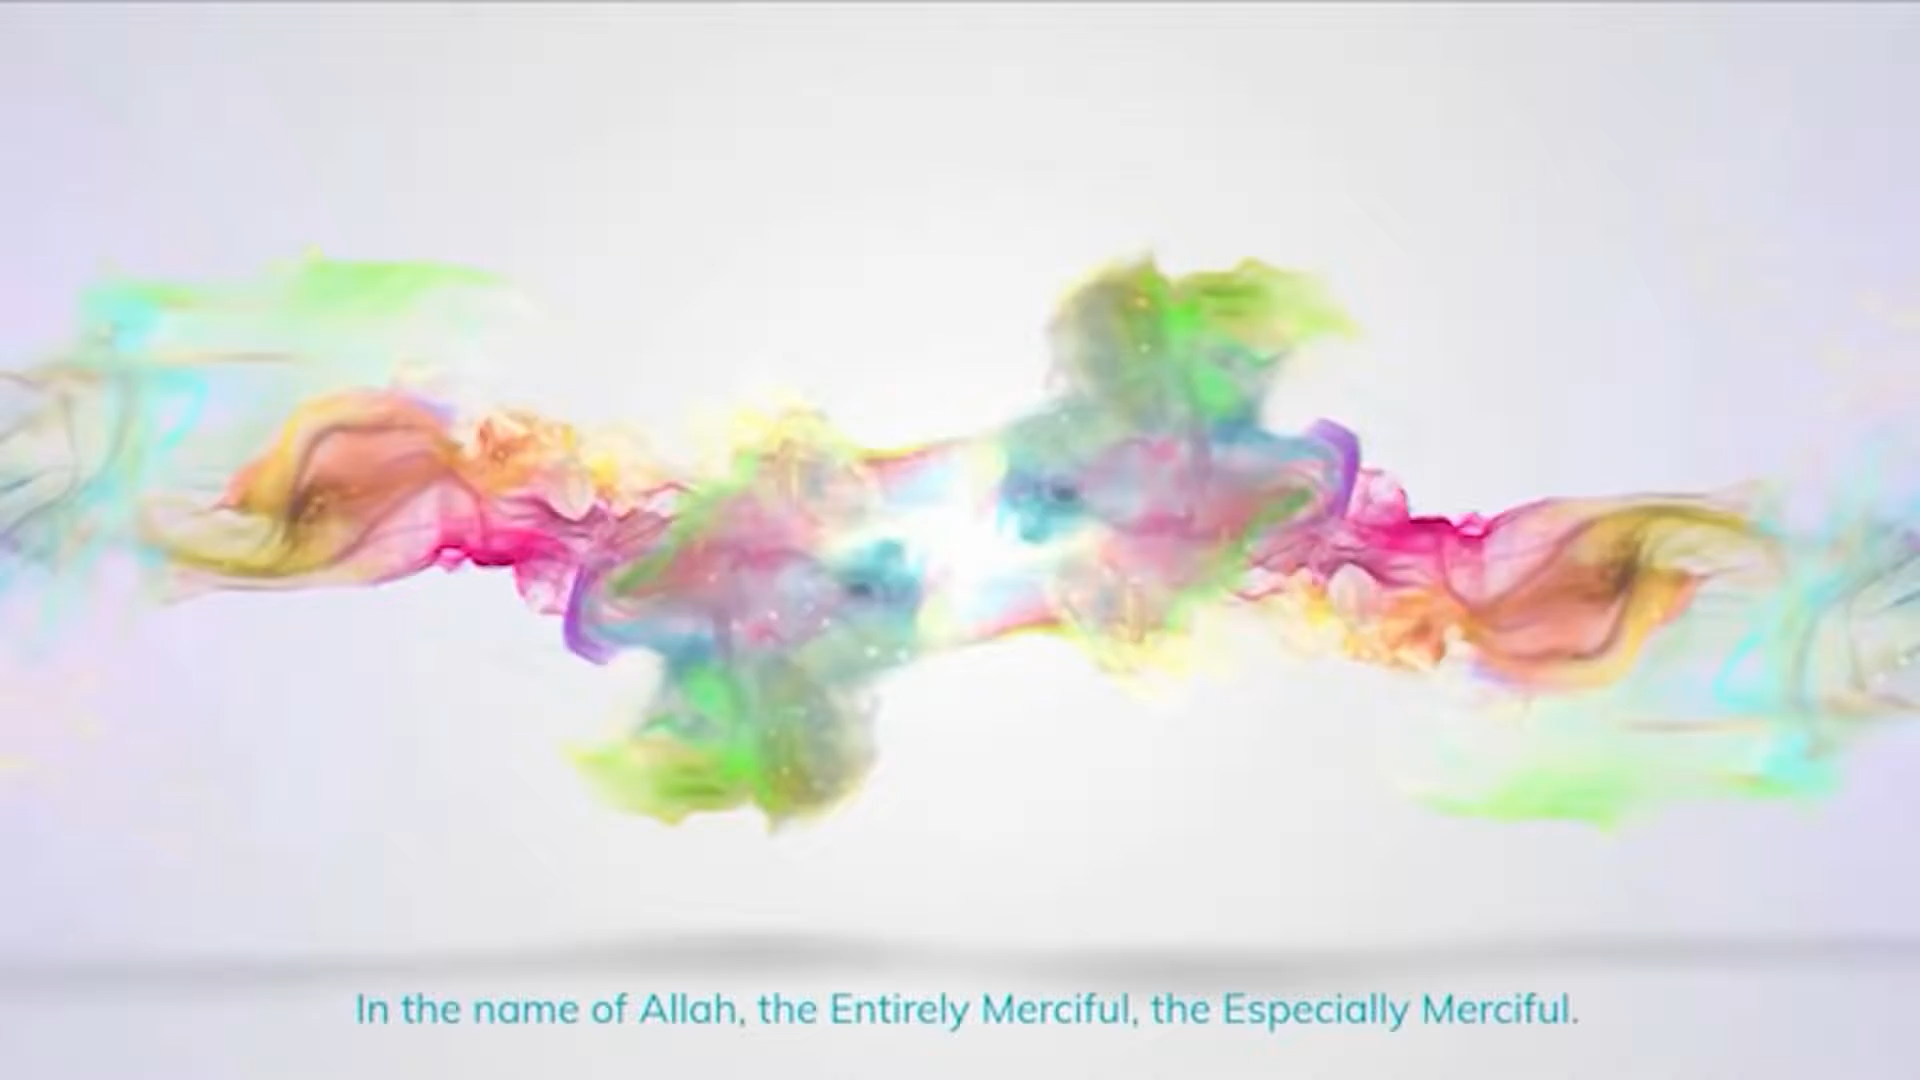 In the name of Allah, the Entirely Merciful, the Especially Merciful.